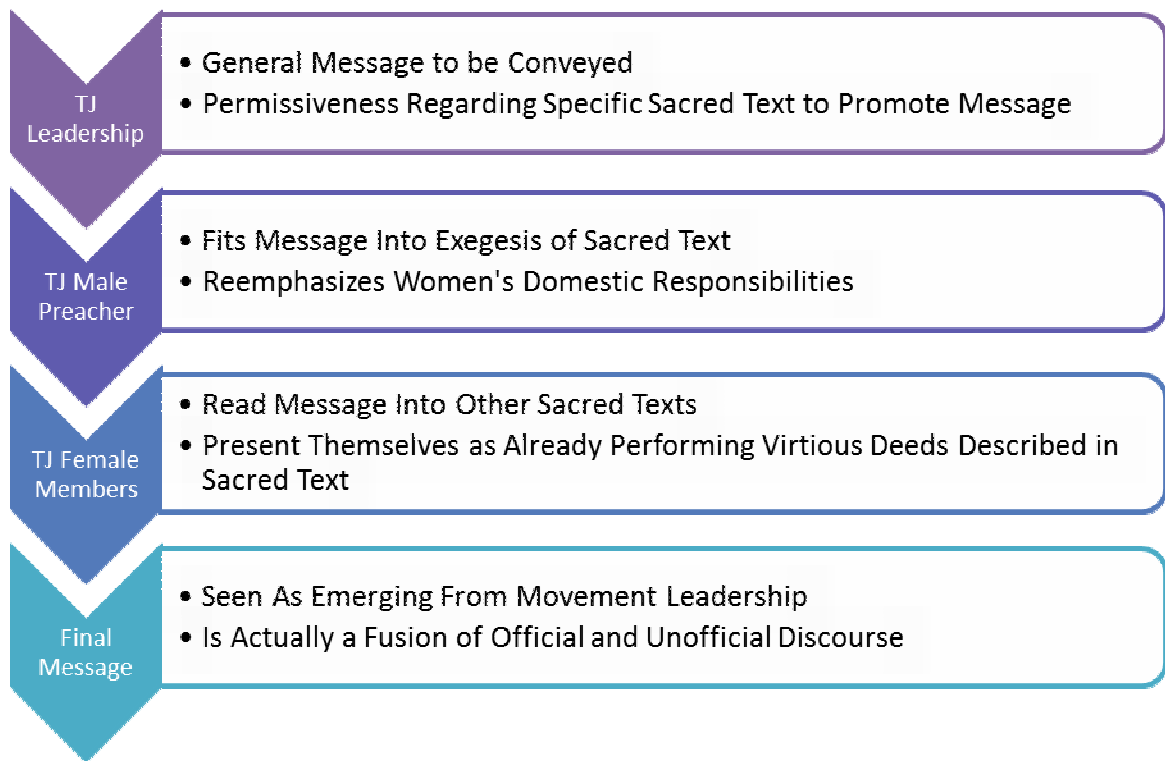 TJ
Leadership
• General Message to be Conveyed
• Permissiveness Regarding Specific Sacred Text to Promote Message
TJ Male
Preacher
• Fits Message Into Exegesis of Sacred Text
• Reemphasizes Women's Domestic Responsibilities
TJ Female
Members
• Read Message Into Other Sacred Texts
• Present Themselves as Already Performing Virtious Deeds Described in
Sacred Text
Final
Message
• Seen As Emerging From Movement Leadership
• Is Actually a Fusion of Official and Unofficial Discourse